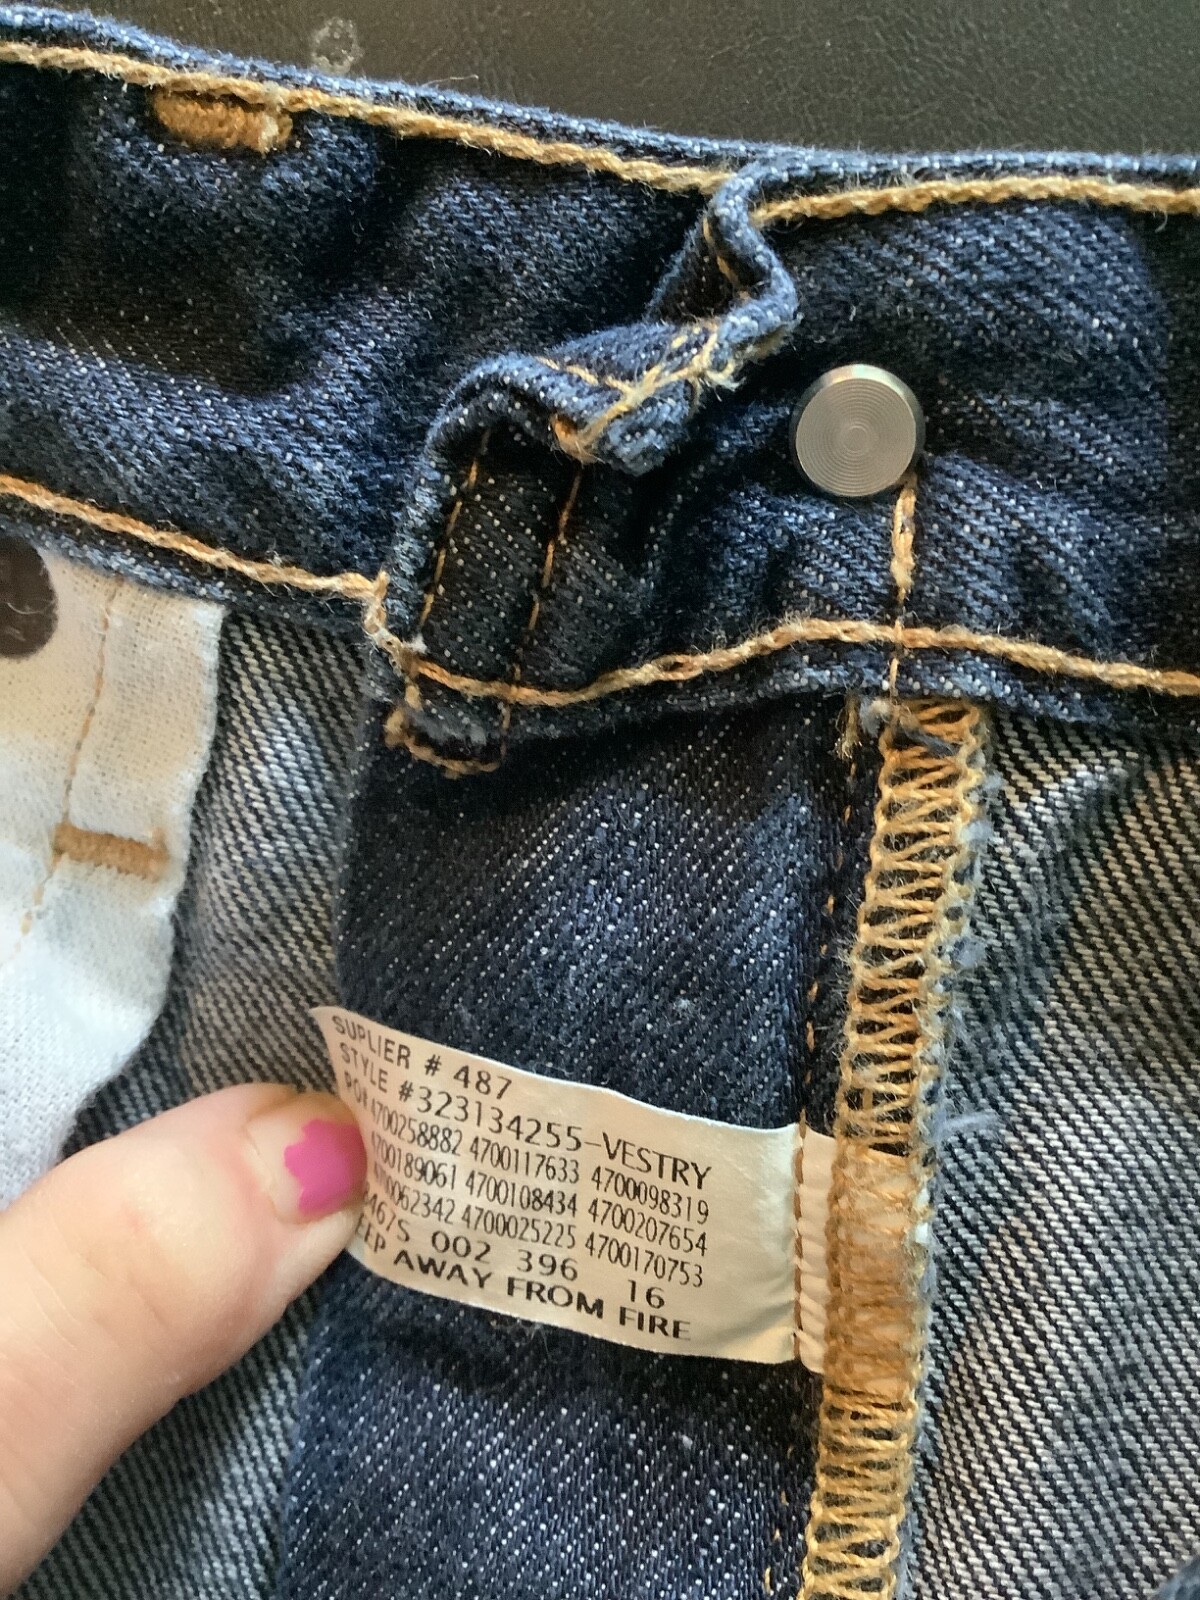 SUPLIER # 487
STYLE #323134255-VESTRY
4700258882 4700117633 4700098319
4700189061 4700108434 4700207654
4700062342 4700025225 4700170753
002 396 16
AWAY FROM FIRE